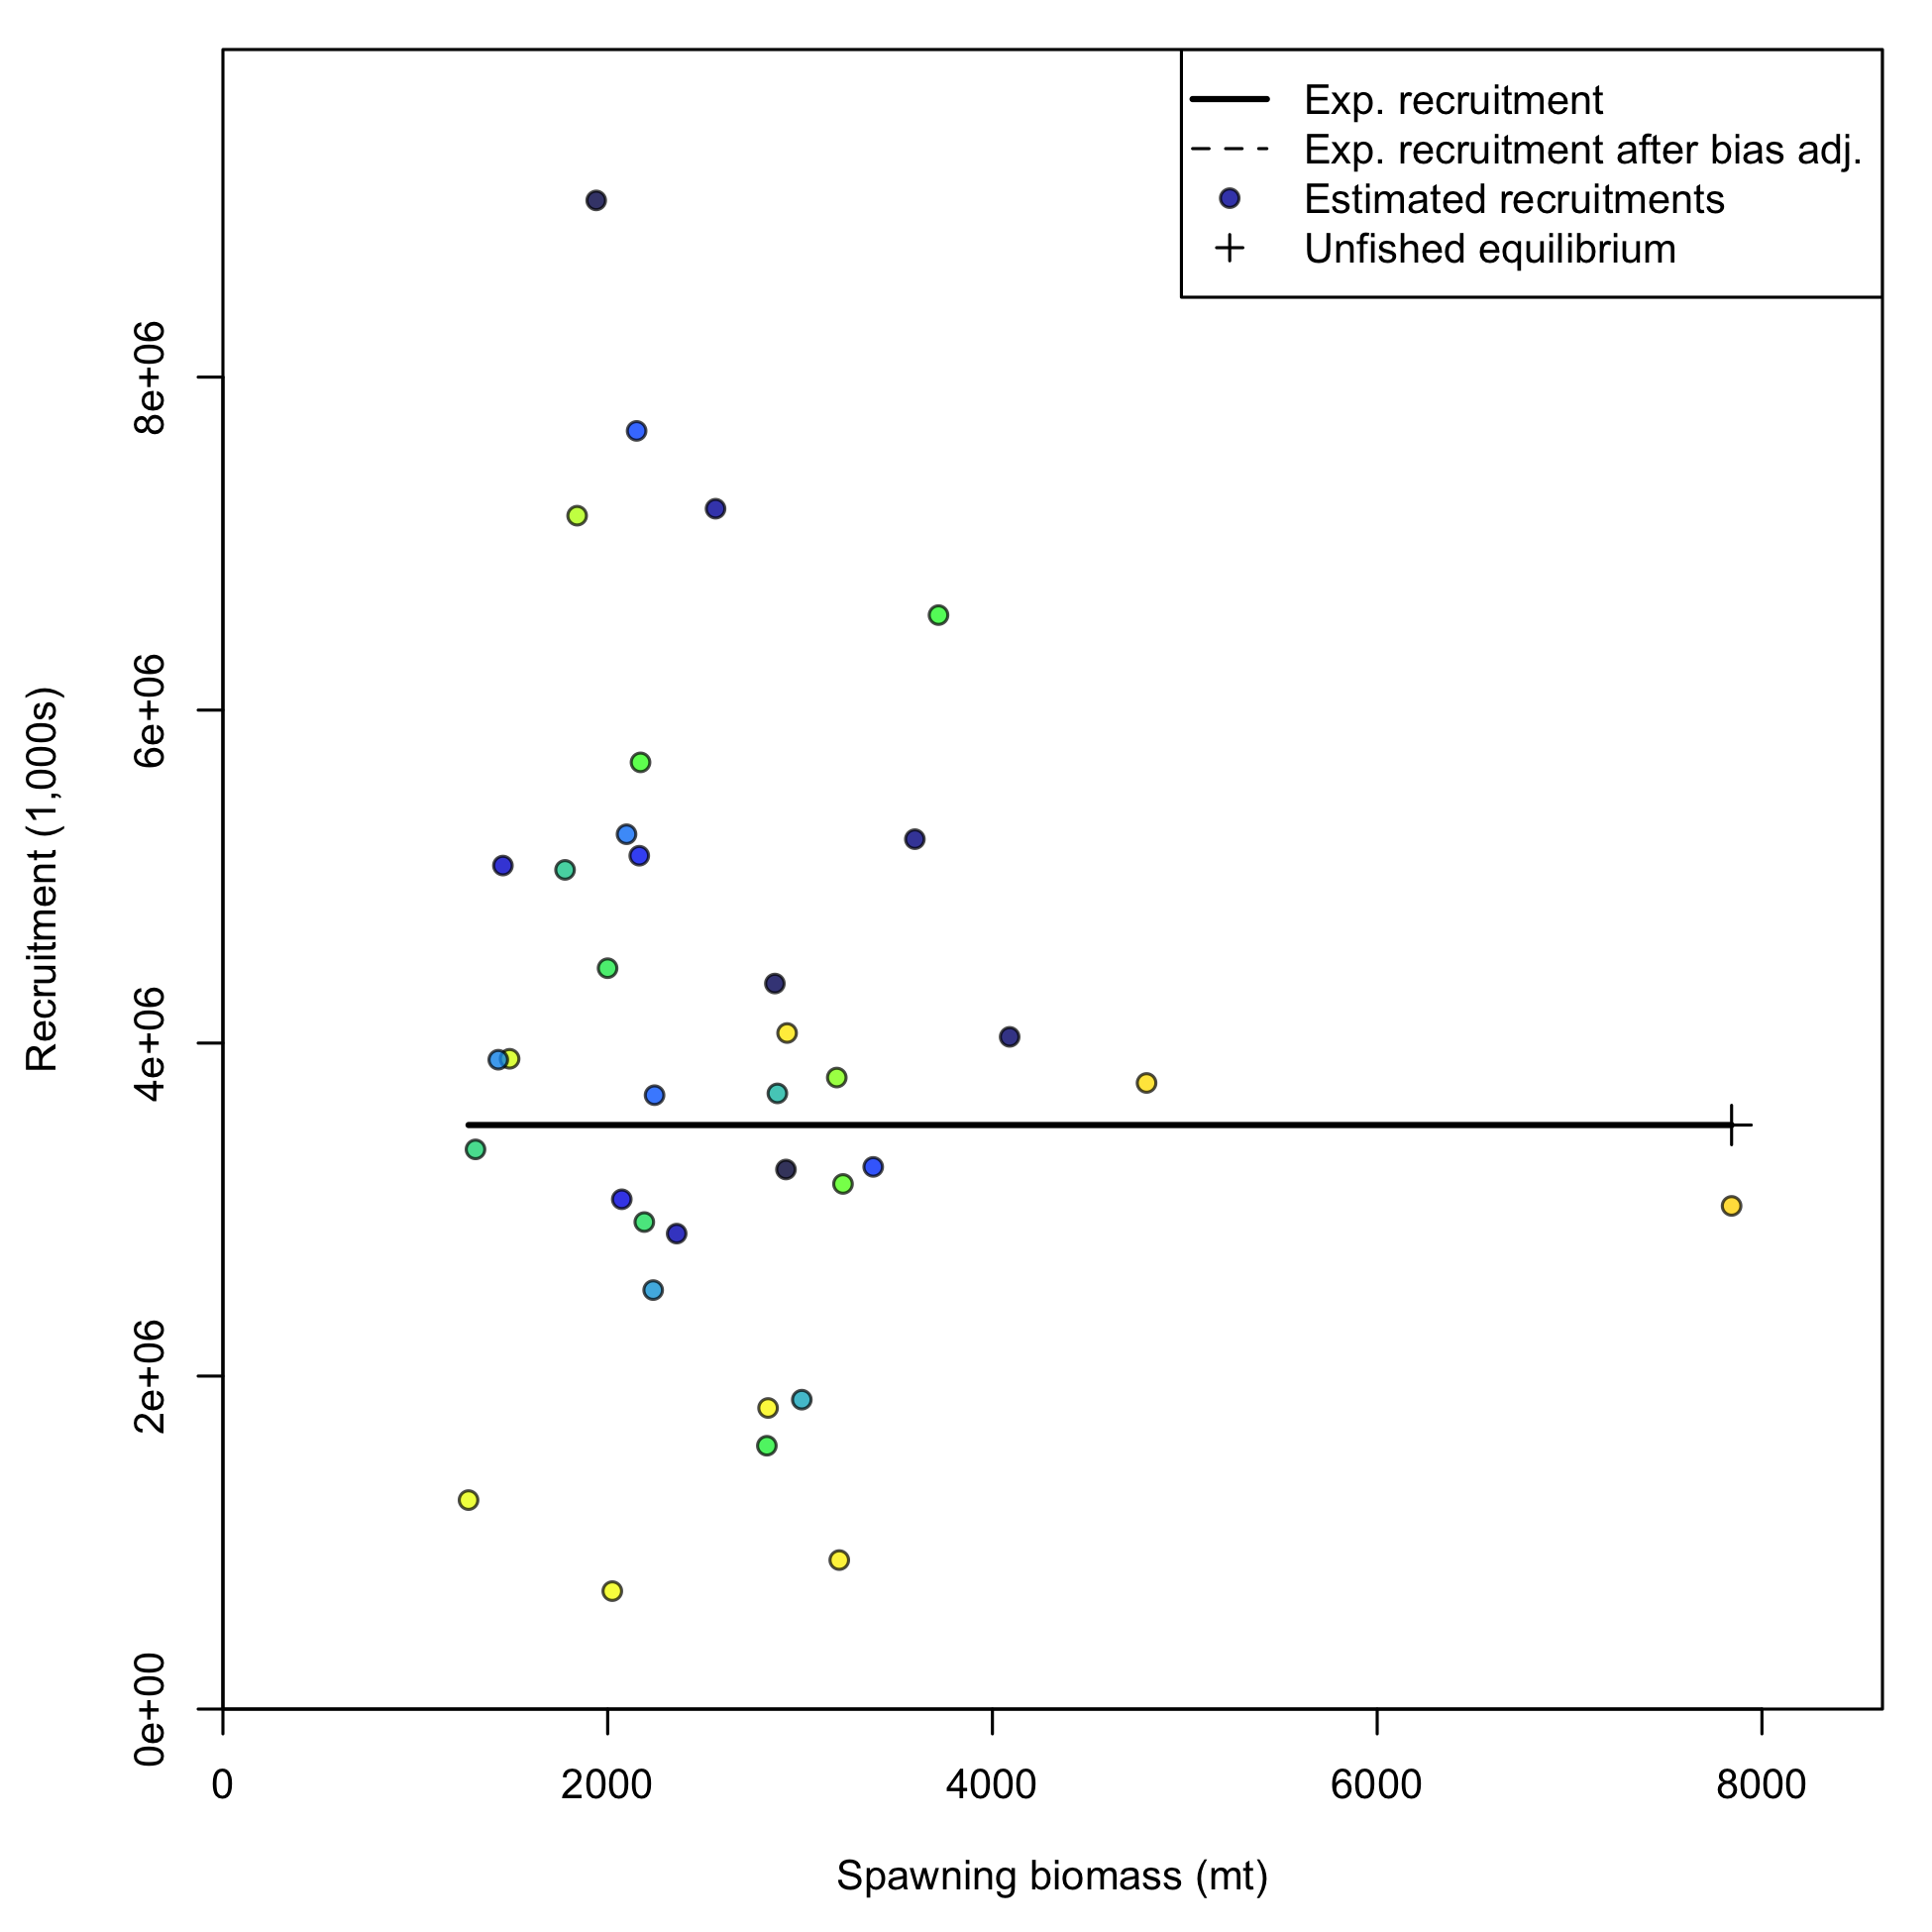 Exp. recruitment
Exp. recruitment after bias adj.
Estimated recruitments
Unfished equilibrium
Recruitment (1,000s)
8e+06
6e+06
4e+06
2e+06
0e+00
0 2000 4000 6000 8000
Spawning biomass (mt)